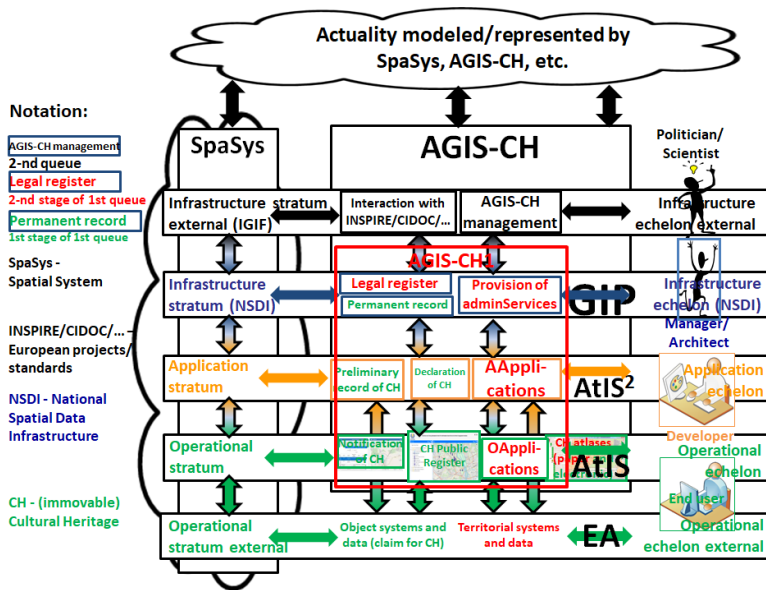 Actuality modeled/represented by
SpaSys, AGIS-CH, etc.
Notation:
AGIS-CH management
2-nd queue
Legal register
2-nd stage of 1st queue
Permanent record
1st stage of 1st queue
SpaSys -
Spatial System
INSPIRE/CIDOC/... –
European projects/
standards
NSDI - National
Spatial Data
Infrastructure
CH - (immovable)
Cultural Heritage
SpaSys
AGIS-CH
Politician/
Scientist
Infrastructure stratum
external (IGIF)
Interaction with
INSPIRE/CIDOC/...
AGIS-CH
management
Infrastructure
echelon external
AGIS-CH1
Infrastructure
stratum (NSDI)
Legal register
Permanent record
Provision of
adminServices
GIP
Infrastructure
echelon (NSDI)
Manager/
Architect
Application
stratum
Preliminary
record of CH
Declaration
of CH
AAppli-
cations
AtIS²
Application
echelon
Developer
Operational
stratum
Notification
of CH
CH Public
Register
OAppli-
cations
CH atlases
AtIS
Operational
echelon
End user
Operational
stratum external
Object systems and
data (claim for CH)
Territorial systems
and data
EA
Operational
echelon external